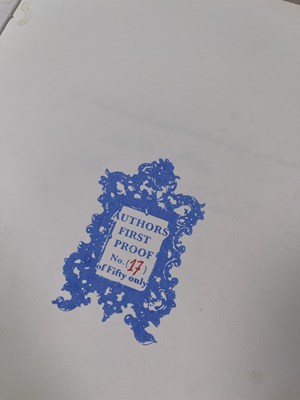 AUTHORS
FIRST
PROOF
No. (17)
of Fifty only